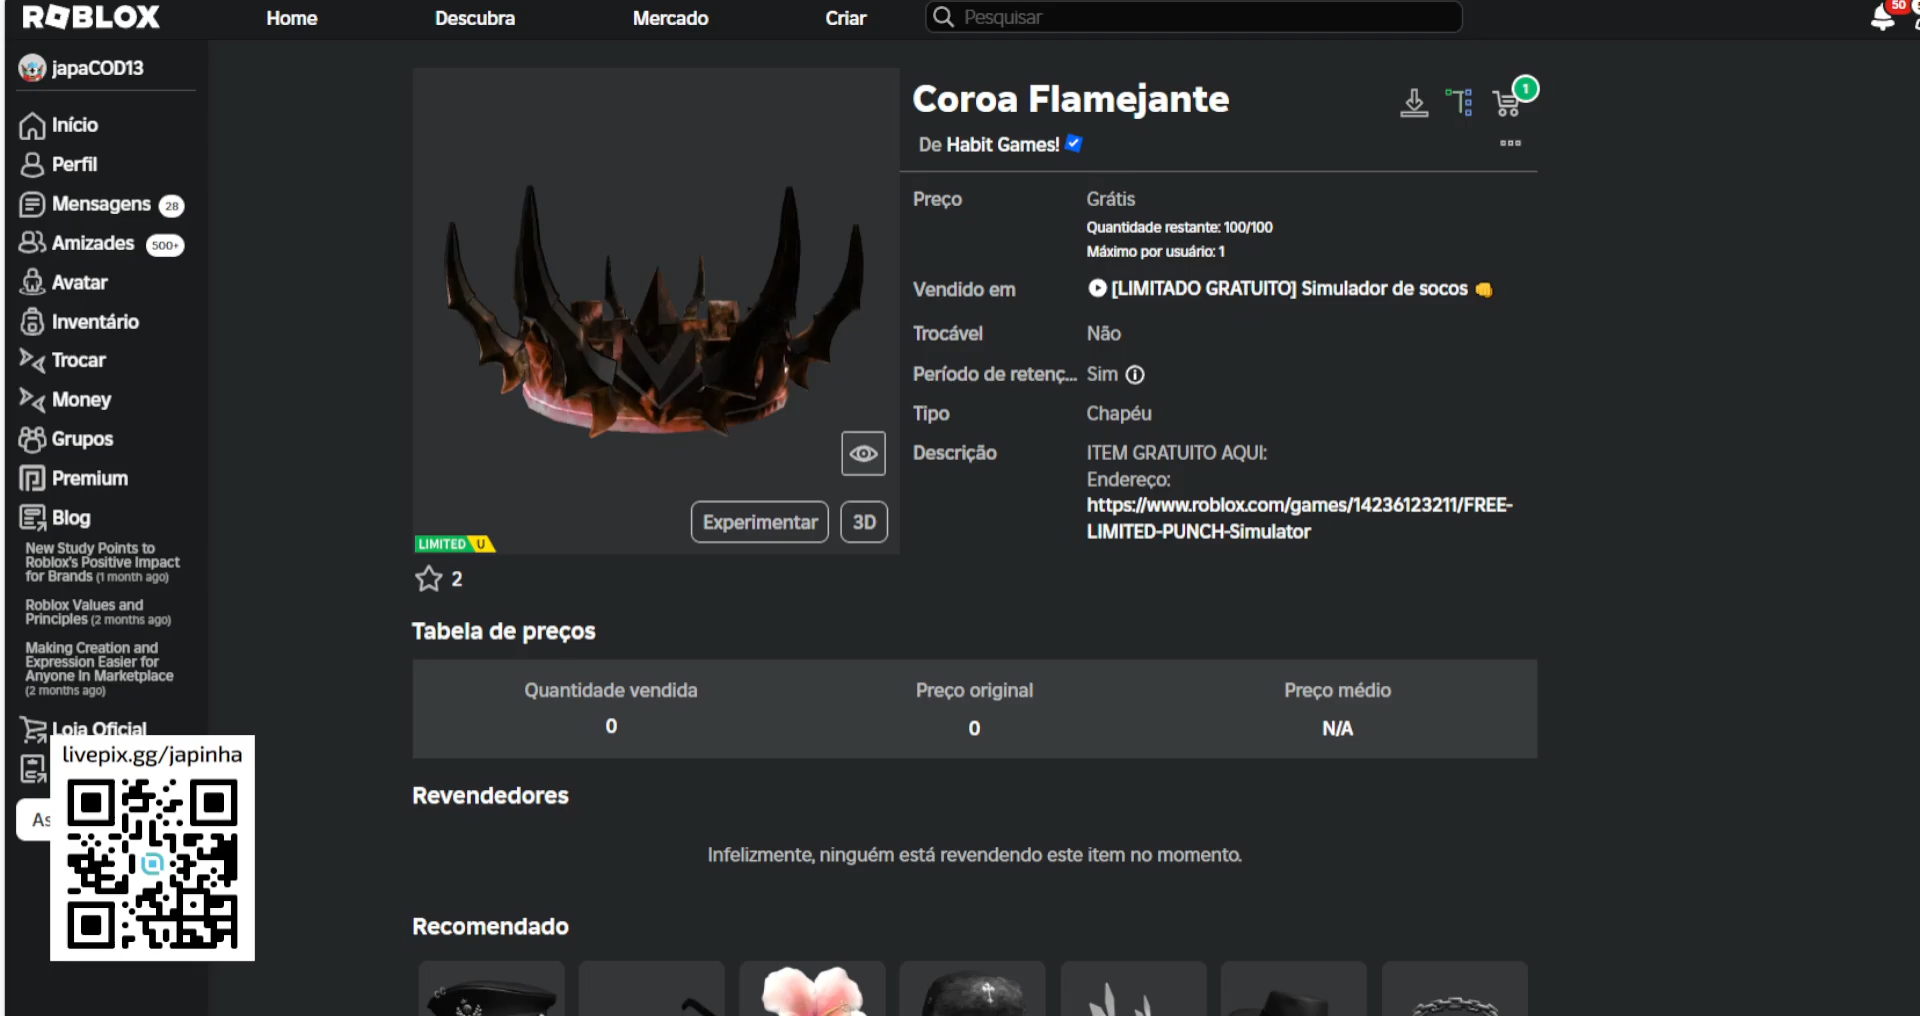 ROBLOX
Home
Descubra
Mercado
Criar
Pesquisar
50
japaCOD13
Início
Perfil
Mensagens 28
Amizades 500+
Avatar
Inventário
Trocar
Money
Grupos
Premium
Blog
New Study Points to
Roblox's Positive Impact
for Brands (1 month ago)
Roblox Values and
Principles (2 months ago)
Making Creation and
Expression Easier for
Anyone In Marketplace
(2 months ago)
Loja Oficial
livepix.gg/japinha
As
LIMITED U
Experimentar
3D
2
Coroa Flamejante
1
De Habit Games!
Preço
Grátis
Quantidade restante: 100/100
Máximo por usuário: 1
Vendido em
[LIMITADO GRATUITO] Simulador de socos
Trocável
Não
Período de retenç...
Sim
Tipo
Chapéu
Descrição
ITEM GRATUITO AQUI:
Endereço:
https://www.roblox.com/games/14236123211/FREE-
LIMITED-PUNCH-Simulator
Tabela de preços
Quantidade vendida
0
Preço original
0
Preço médio
N/A
Revendedores
Infelizmente, ninguém está revendendo este item no momento.
Recomendado